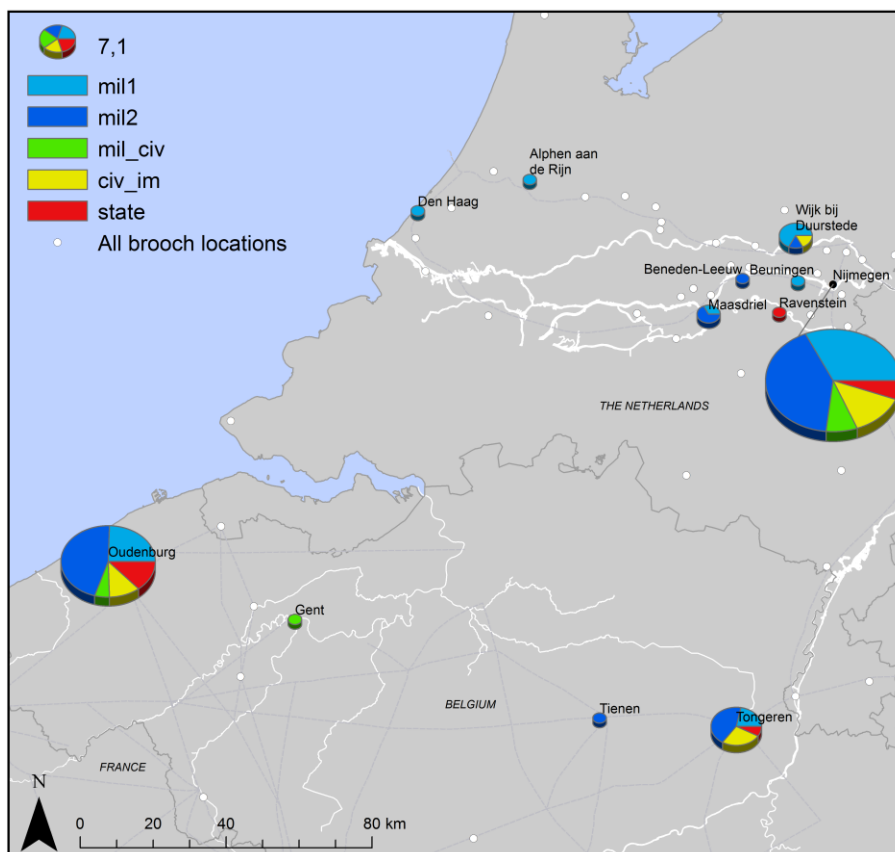 7,1
mil1
mil2
mil_civ
civ_im
state
All brooch locations
Alphen aan
de Rijn
Den Haag
Wijk bij
Duurstede
Beneden-Leeuw
Beuningen
Nijmegen
Maasdriel
Ravenstein
THE NETHERLANDS
Oudenburg
Gent
BELGIUM
Tienen
Tongeren
FRANCE
N
0 20 40 80 km